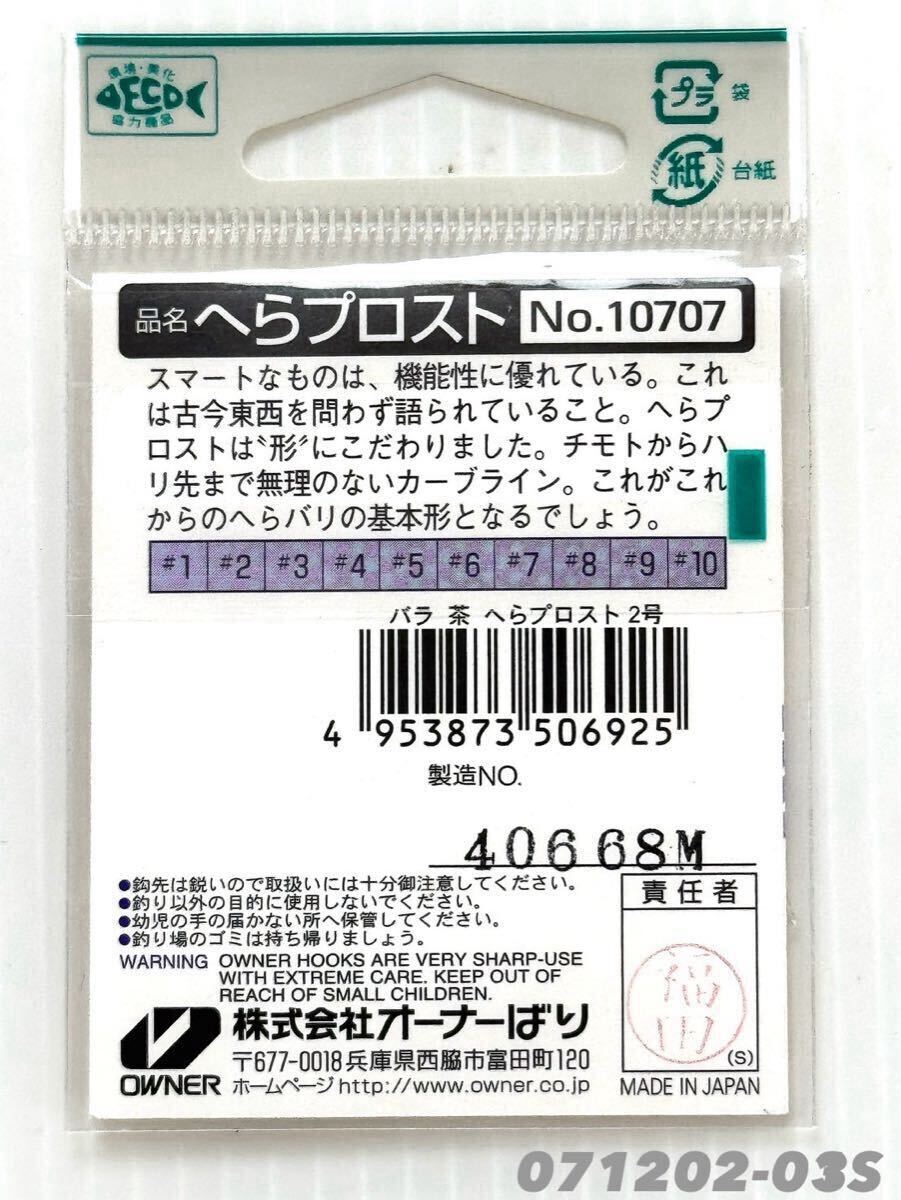 環境・美化
ECO
協力商品
プラ 袋
紙 台紙
品名 へらプロスト No.10707
スマートなものは、機能性に優れている。これ
は古今東西を問わず語られていること。へらプ
ロストは〝形〟にこだわりました。チモトからハ
リ先まで無理のないカーブライン。これがこれ
からのへらバリの基本形となるでしょう。
#1 #2 #3 #4 #5 #6 #7 #8 #9 #10
バラ 茶 へらプロスト 2号
4 953873 506925
製造NO.
40668M
●鈎先は鋭いので取扱いには十分御注意してください。
●釣り以外の目的に使用しないでください。
●幼児の手の届かない所へ保管してください。
●釣り場のゴミは持ち帰りましょう。
WARNING OWNER HOOKS ARE VERY SHARP-USE
WITH EXTREME CARE. KEEP OUT OF
REACH OF SMALL CHILDREN.
責任者
福田
(S)
OWNER
株式会社オーナーばり
〒677-0018兵庫県西脇市富田町120
ホームページhttp://www.owner.co.jp
MADE IN JAPAN
071202-03S